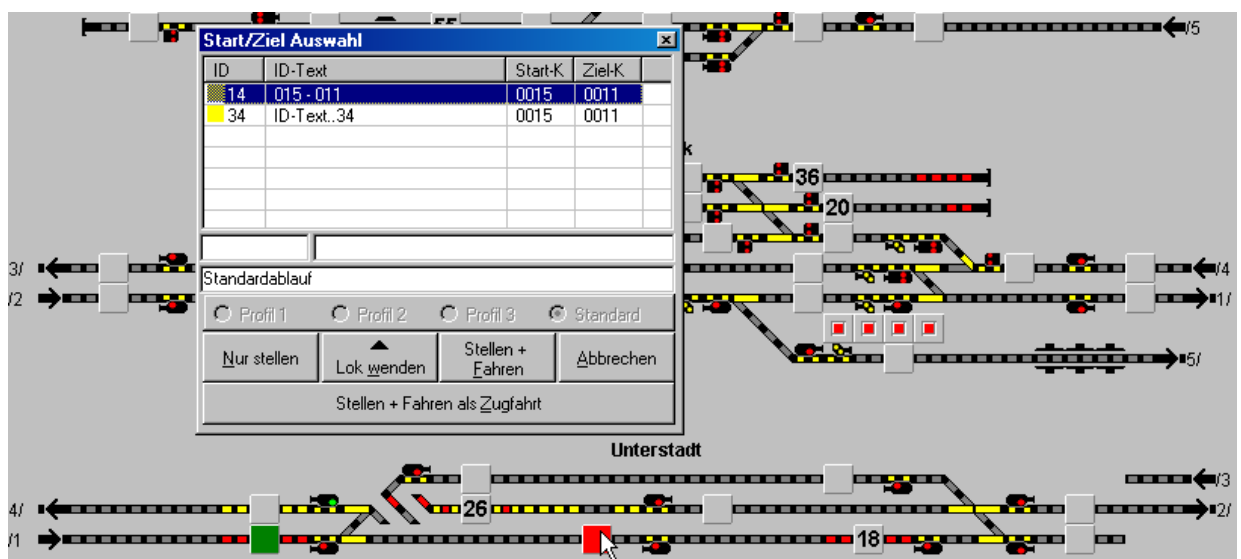 /5
Start/Ziel Auswahl
ID ID-Text Start-K Ziel-K
14 015 - 011 0015 0011
34 ID-Text..34 0015 0011
k
36
20
3/ /4
/2 Standardablauf 1/
Profil 1 Profil 2 Profil 3 Standard
Nur stellen Lok wenden Stellen + Fahren Abbrechen
5/
Stellen + Fahren als Zugfahrt
Unterstadt
/3
4/ 26 2/
/1 18